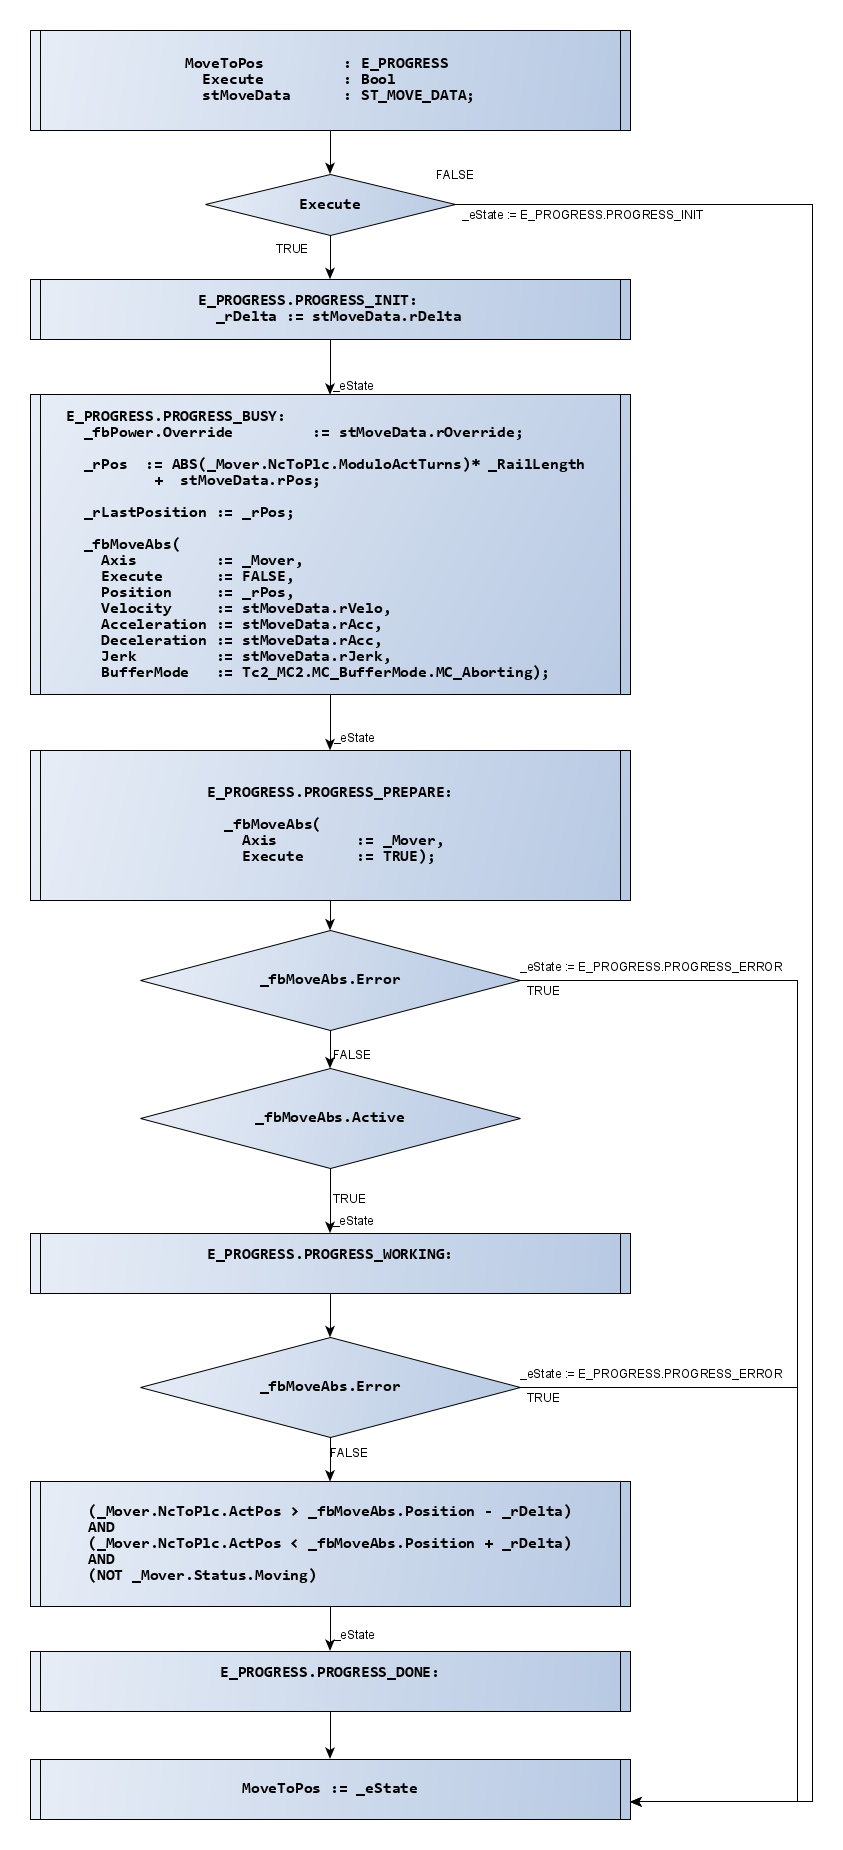 MoveToPos : E_PROGRESS
Execute : Bool
stMoveData : ST_MOVE_DATA;
FALSE
Execute
_eState := E_PROGRESS.PROGRESS_INIT
TRUE
E_PROGRESS.PROGRESS_INIT:
_rDelta := stMoveData.rDelta
_eState
E_PROGRESS.PROGRESS_BUSY:
_fbPower.Override := stMoveData.rOverride;
_rPos := ABS(_Mover.NcToPlc.ModuloActTurns)* _RailLength
+ stMoveData.rPos;
_rLastPosition := _rPos;
_fbMoveAbs(
Axis := _Mover,
Execute := FALSE,
Position := _rPos,
Velocity := stMoveData.rVelo,
Acceleration := stMoveData.rAcc,
Deceleration := stMoveData.rAcc,
Jerk := stMoveData.rJerk,
BufferMode := Tc2_MC2.MC_BufferMode.MC_Aborting);
_eState
E_PROGRESS.PROGRESS_PREPARE:
_fbMoveAbs(
Axis := _Mover,
Execute := TRUE);
_eState := E_PROGRESS.PROGRESS_ERROR
_fbMoveAbs.Error
TRUE
FALSE
_fbMoveAbs.Active
TRUE
_eState
E_PROGRESS.PROGRESS_WORKING:
_eState := E_PROGRESS.PROGRESS_ERROR
_fbMoveAbs.Error
TRUE
FALSE
(_Mover.NcToPlc.ActPos > _fbMoveAbs.Position - _rDelta)
AND
(_Mover.NcToPlc.ActPos < _fbMoveAbs.Position + _rDelta)
AND
(NOT _Mover.Status.Moving)
_eState
E_PROGRESS.PROGRESS_DONE:
MoveToPos := _eState